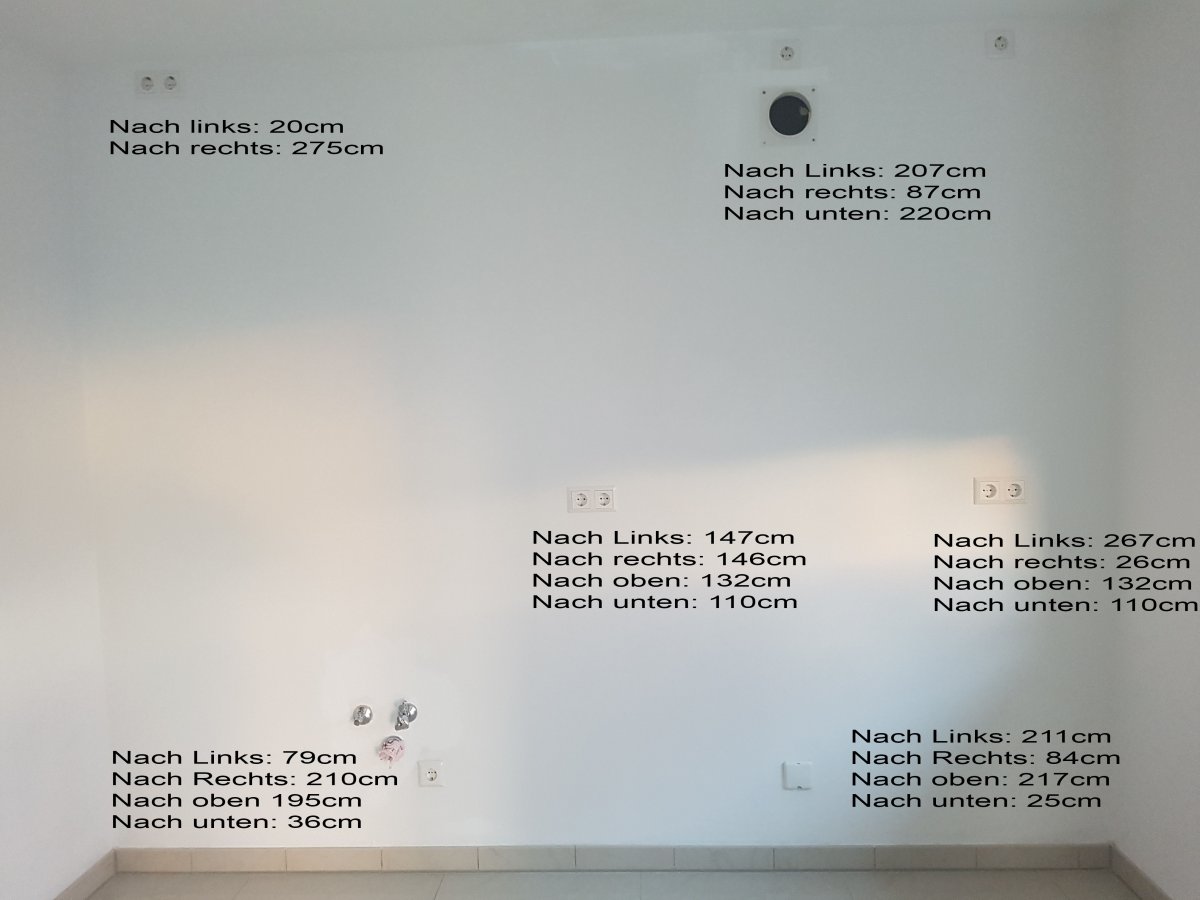 Nach links: 20cm
Nach rechts: 275cm
Nach Links: 207cm
Nach rechts: 87cm
Nach unten: 220cm
Nach Links: 147cm
Nach rechts: 146cm
Nach oben: 132cm
Nach unten: 110cm
Nach Links: 267cm
Nach rechts: 26cm
Nach oben: 132cm
Nach unten: 110cm
Nach Links: 79cm
Nach Rechts: 210cm
Nach oben 195cm
Nach unten: 36cm
Nach Links: 211cm
Nach Rechts: 84cm
Nach oben: 217cm
Nach unten: 25cm